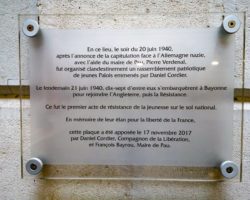 En ce lieu, le soir du 20 juin 1940,
après l'annonce de la capitulation face à l'Allemagne nazie,
avec l'aide du maire de Pau, Pierre Verdenal,
fut organisé clandestinement un rassemblement patriotique
de jeunes Palois emmenés par Daniel Cordier.
Le lendemain 21 juin 1940, dix-sept d'entre eux s'embarquèrent à Bayonne
pour rejoindre l'Angleterre, puis la Résistance.
Ce fut le premier acte de résistance de la jeunesse sur le sol national.
En mémoire de leur élan pour la liberté de la France,
cette plaque a été apposée le 17 novembre 2017
par Daniel Cordier, Compagnon de la Libération,
et François Bayrou, Maire de Pau.